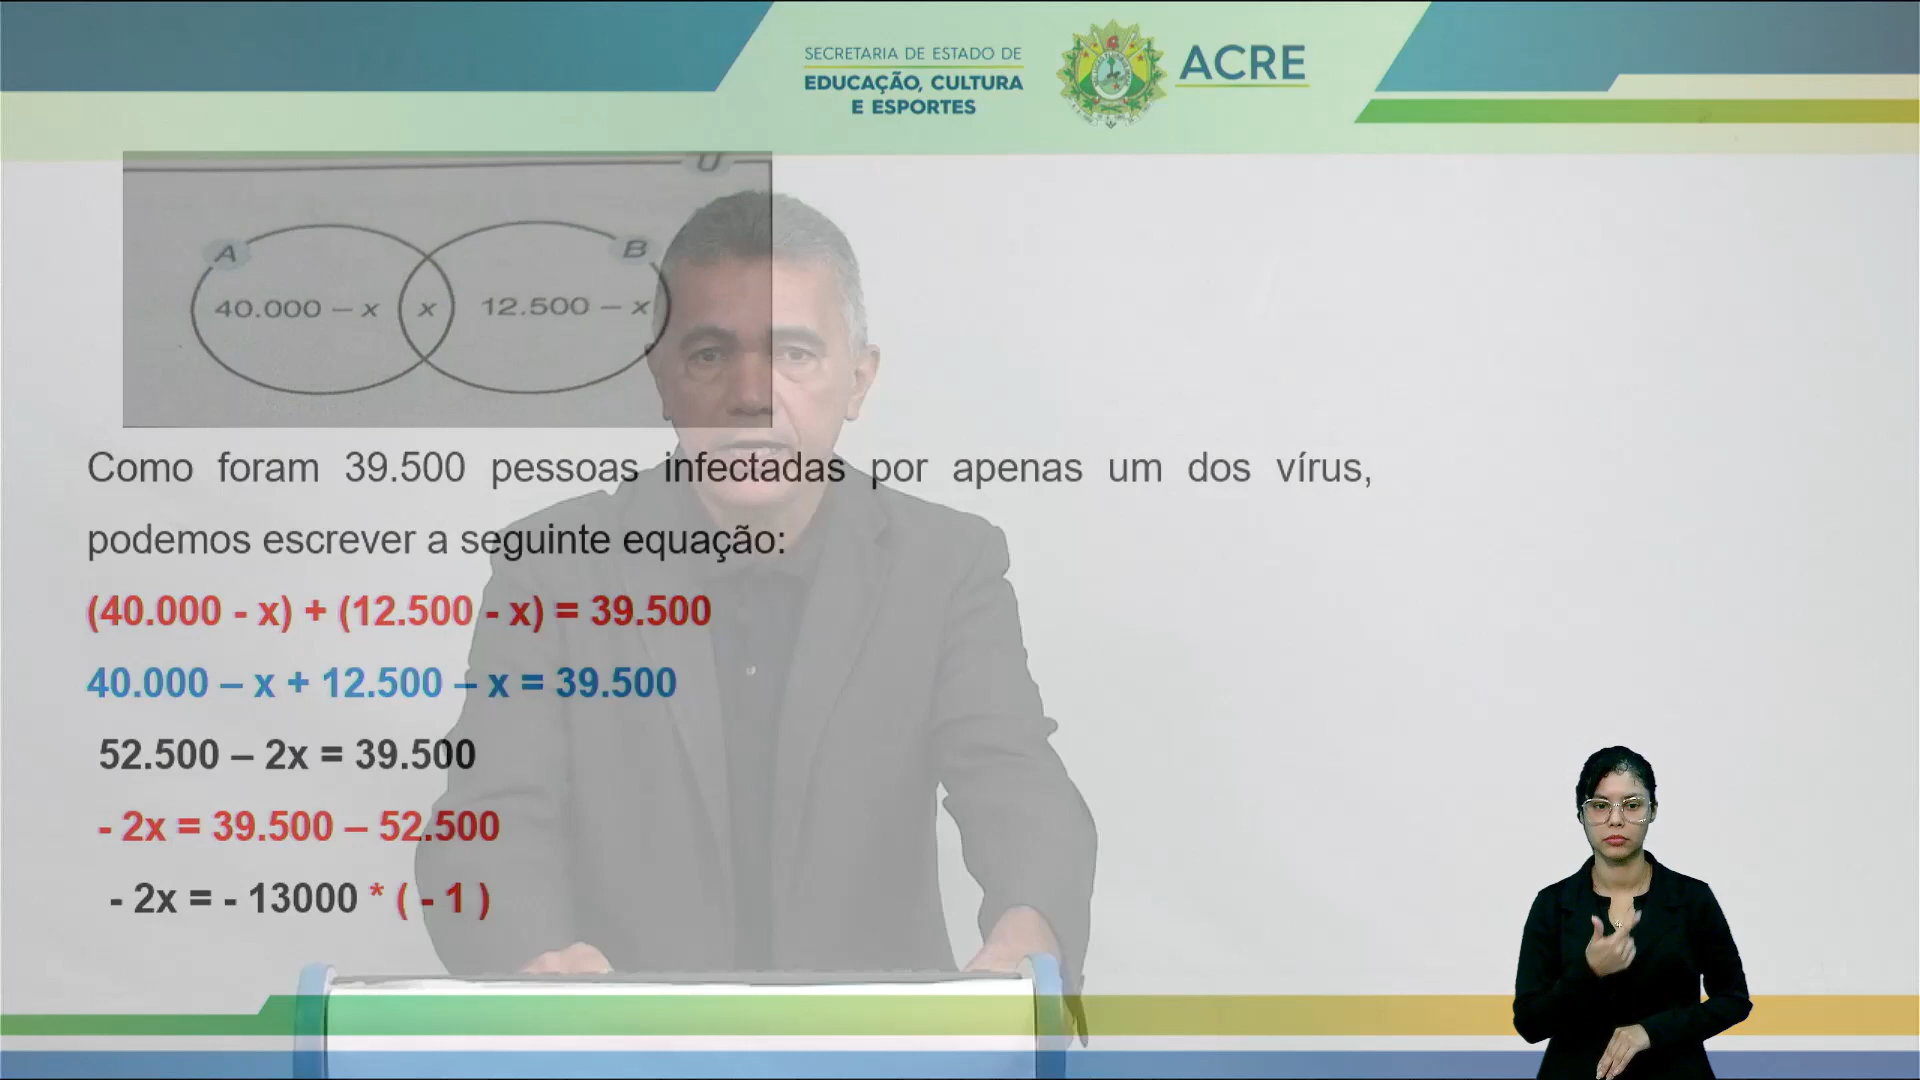 SECRETARIA DE ESTADO DE
EDUCAÇÃO, CULTURA
E ESPORTES
ACRE
U
A
B
40.000 – x
x
12.500 – x
Como foram 39.500 pessoas infectadas por apenas um dos vírus,
podemos escrever a seguinte equação:
(40.000 - x) + (12.500 - x) = 39.500
40.000 – x + 12.500 – x = 39.500
52.500 – 2x = 39.500
- 2x = 39.500 – 52.500
- 2x = - 13000 * ( - 1 )